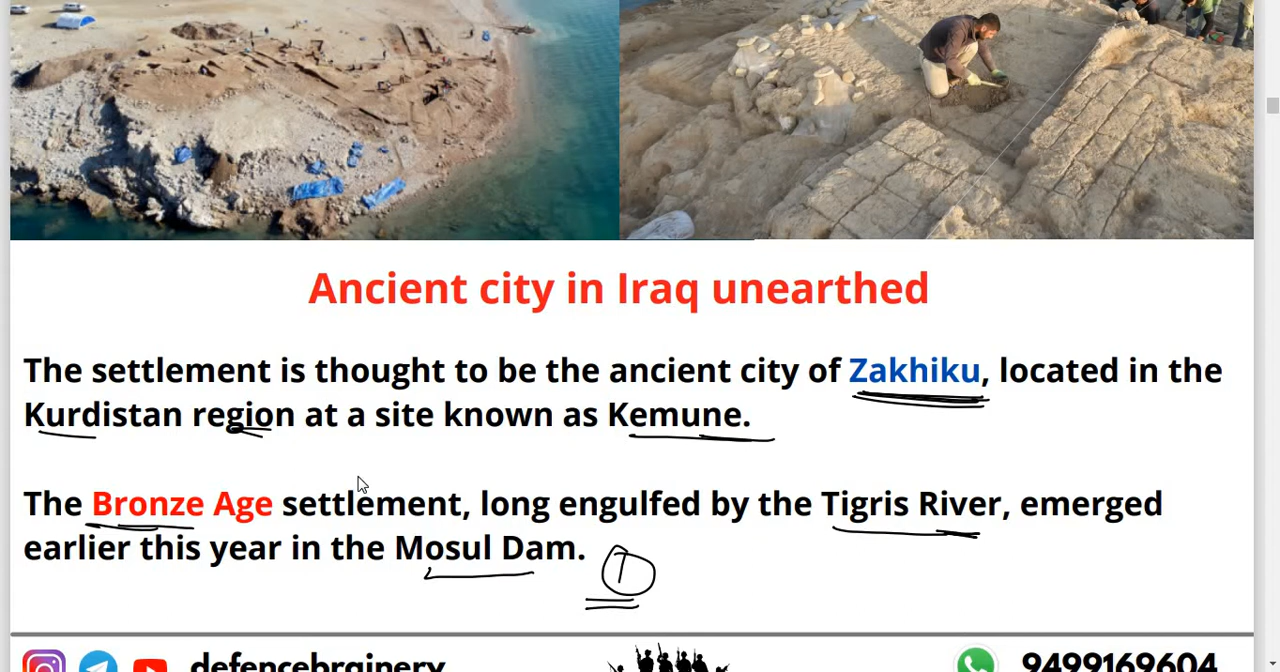 Ancient city in Iraq unearthed
The settlement is thought to be the ancient city of Zakhiku, located in the
Kurdistan region at a site known as Kemune.
The Bronze Age settlement, long engulfed by the Tigris River, emerged
earlier this year in the Mosul Dam.
defencebrainery
9499169604